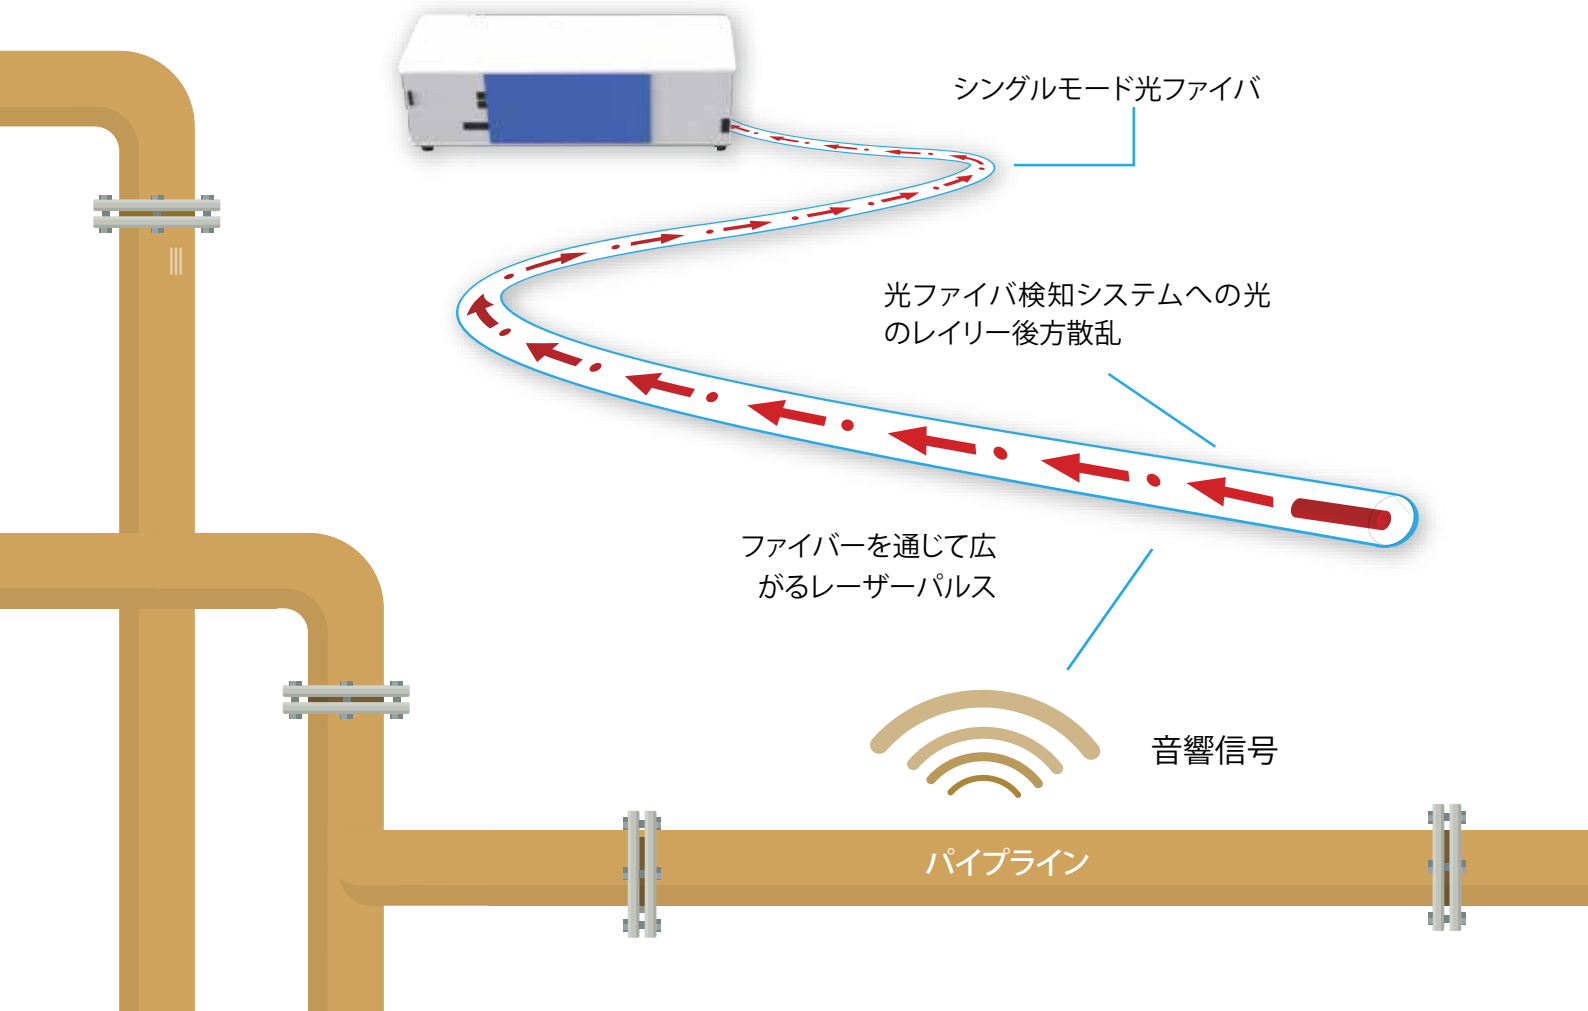 シングルモード光ファイバ
光ファイバ検知システムへの光
のレイリー後方散乱
ファイバーを通じて広
がるレーザーパルス
音響信号
パイプライン